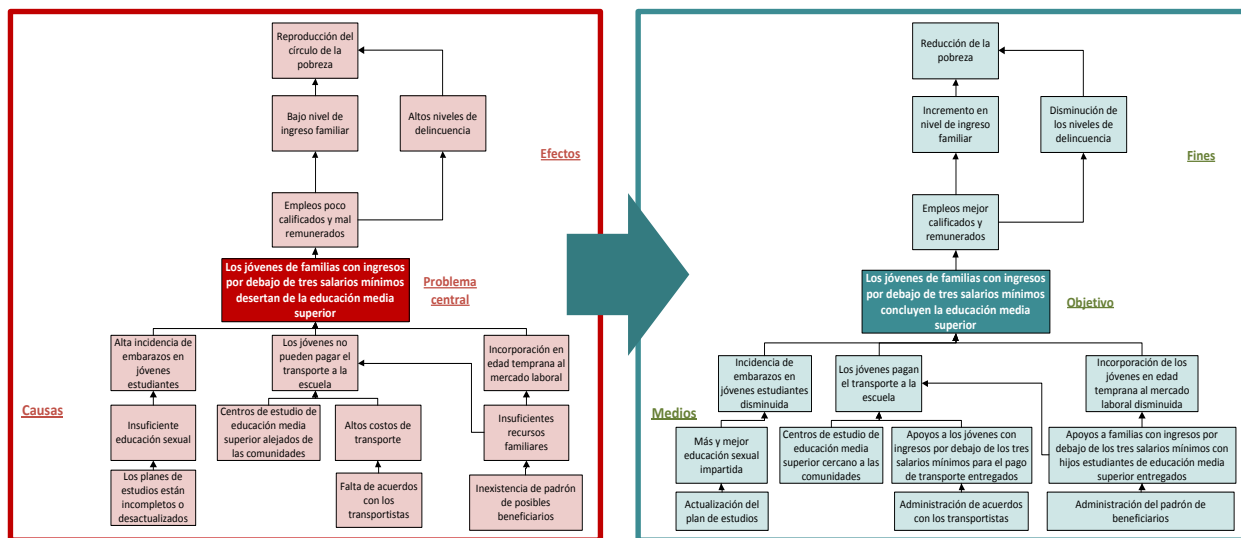 Reproducción del
círculo de la
pobreza
Bajo nivel de
ingreso familiar
Altos niveles de
delincuencia
Efectos
Empleos poco
calificados y mal
remunerados
Los jóvenes de familias con ingresos
por debajo de tres salarios mínimos
desertan de la educación media
superior
Problema
central
Alta incidencia de
embarazos en
jóvenes
estudiantes
Los jóvenes no
pueden pagar el
transporte a la
escuela
Incorporación en
edad temprana al
mercado laboral
Causas
Insuficiente
educación sexual
Centros de estudio de
educación media
superior alejados de
las comunidades
Altos costos de
transporte
Insuficientes
recursos
familiares
Los planes de
estudios están
incompletos o
desactualizados
Falta de acuerdos
con los
transportistas
Inexistencia de padrón
de posibles
beneficiarios
Reducción de la
pobreza
Incremento en
nivel de ingreso
familiar
Disminución de
los niveles de
delincuencia
Fines
Empleos mejor
calificados y
remunerados
Los jóvenes de familias con ingresos
por debajo de tres salarios mínimos
concluyen la educación media
superior
Objetivo
Incidencia de
embarazos en
jóvenes estudiantes
disminuida
Los jóvenes pagan
el transporte a la
escuela
Incorporación de los
jóvenes en edad
temprana al mercado
laboral disminuida
Medios
Más y mejor
educación sexual
impartida
Centros de estudio de
educación media
superior cercano a las
comunidades
Apoyos a los jóvenes con
ingresos por debajo de los tres
salarios mínimos para el pago
de transporte entregados
Apoyos a familias con ingresos por
debajo de los tres salarios mínimos con
hijos estudiantes de educación media
superior entregados
Actualización del
plan de estudios
Administración de acuerdos
con los transportistas
Administración del padrón de
beneficiarios